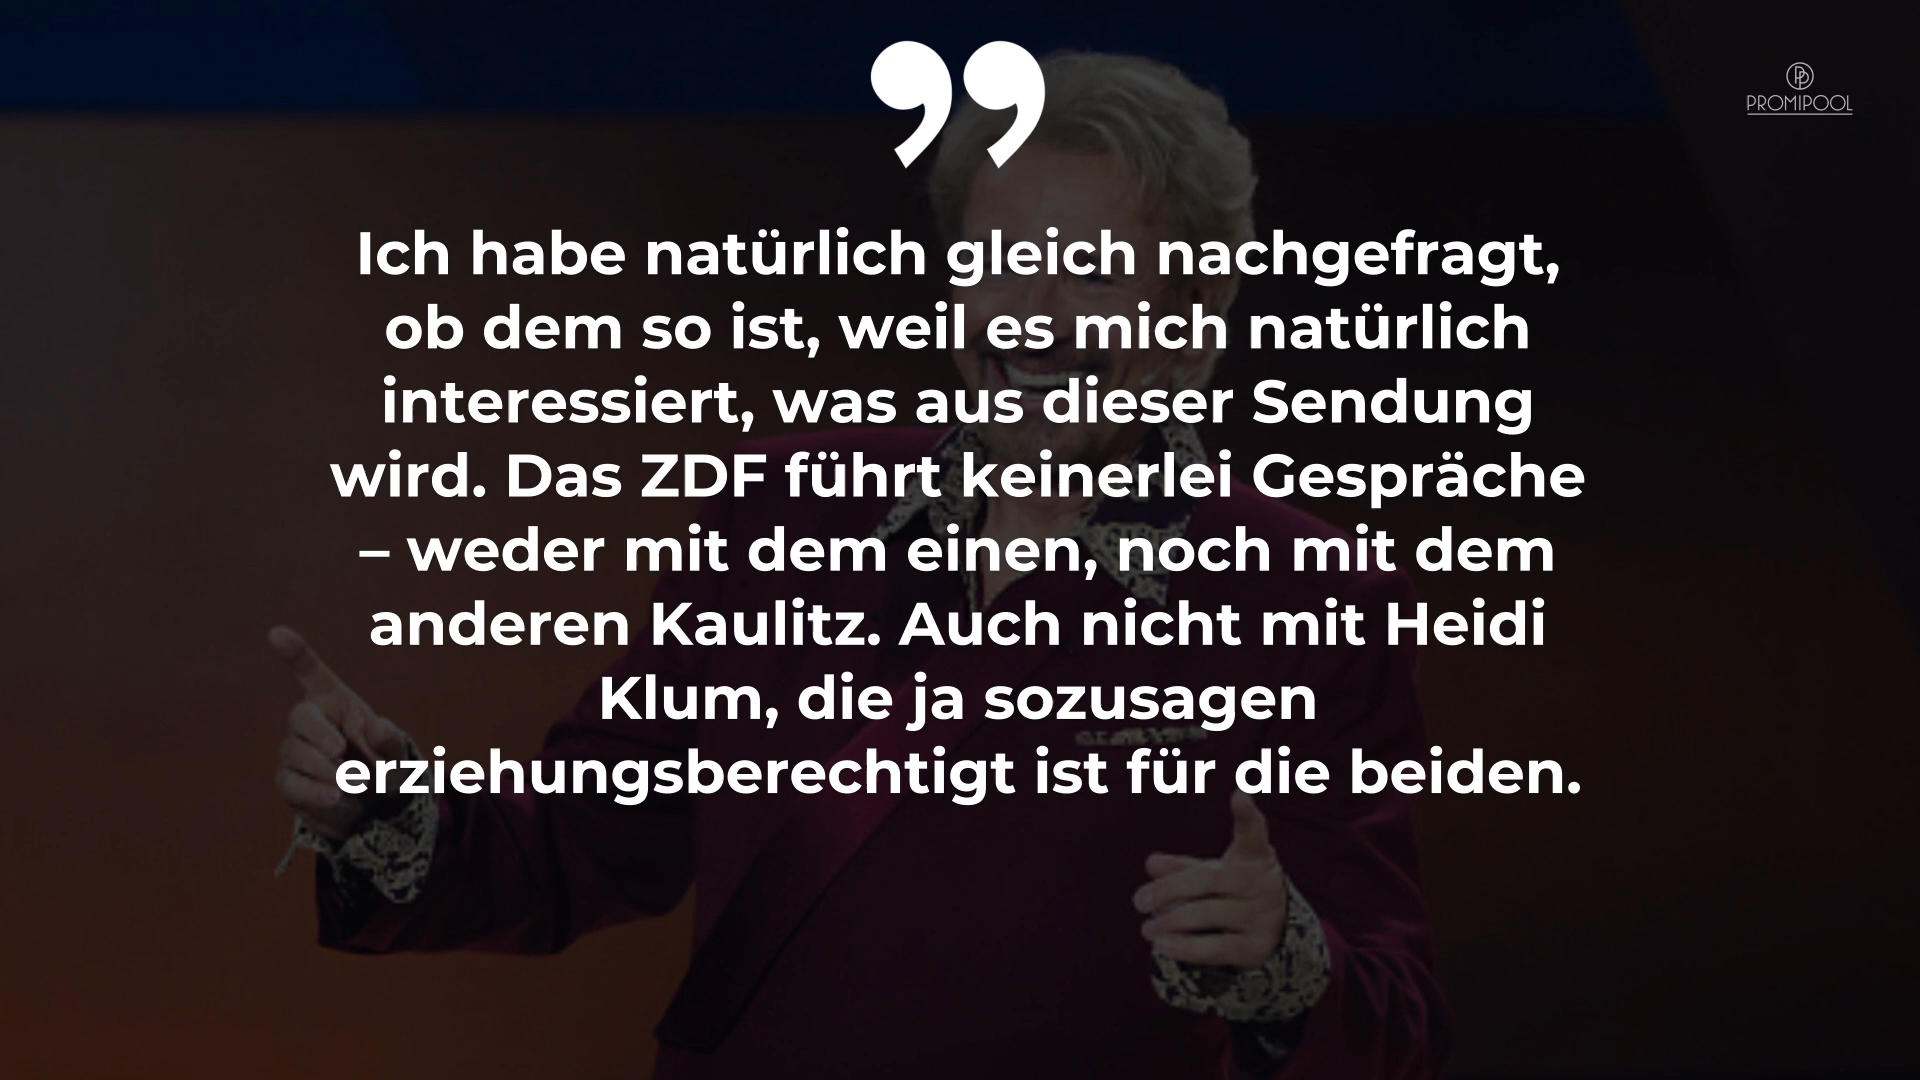 ”
PROMIPOOL
Ich habe natürlich gleich nachgefragt,
ob dem so ist, weil es mich natürlich
interessiert, was aus dieser Sendung
wird. Das ZDF führt keinerlei Gespräche
– weder mit dem einen, noch mit dem
anderen Kaulitz. Auch nicht mit Heidi
Klum, die ja sozusagen
erziehungsberechtigt ist für die beiden.